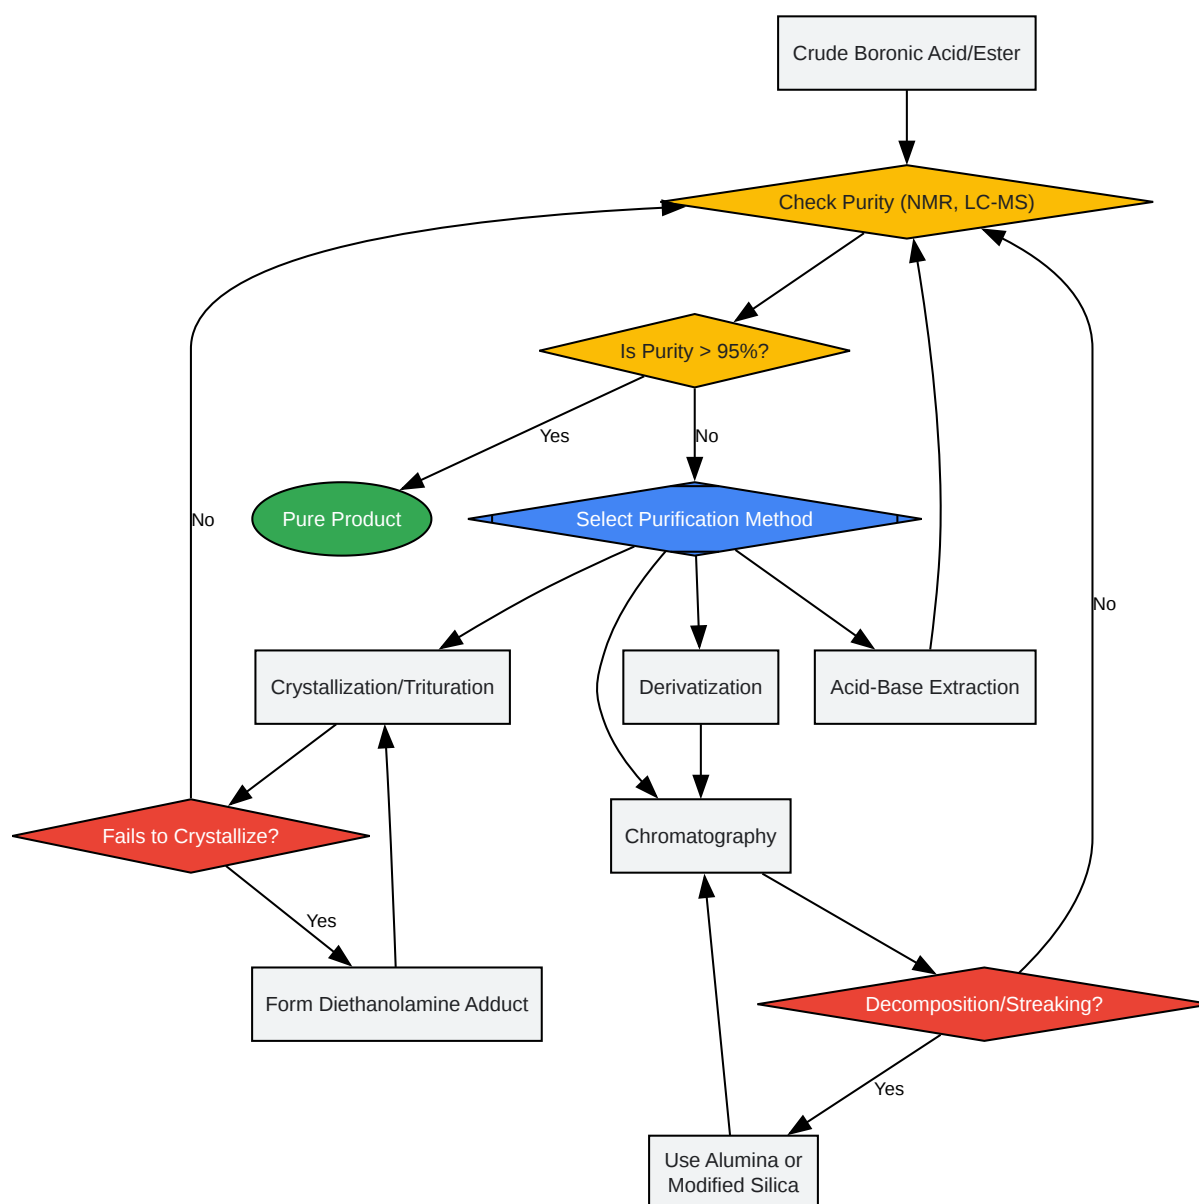 Crude Boronic Acid/Ester
Check Purity (NMR, LC-MS)
Is Purity > 95%?
Yes
No
Pure Product
Select Purification Method
No
No
Crystallization/Trituration
Derivatization
Acid-Base Extraction
Fails to Crystallize?
Chromatography
Yes
Form Diethanolamine Adduct
Decomposition/Streaking?
Yes
Use Alumina or
Modified Silica